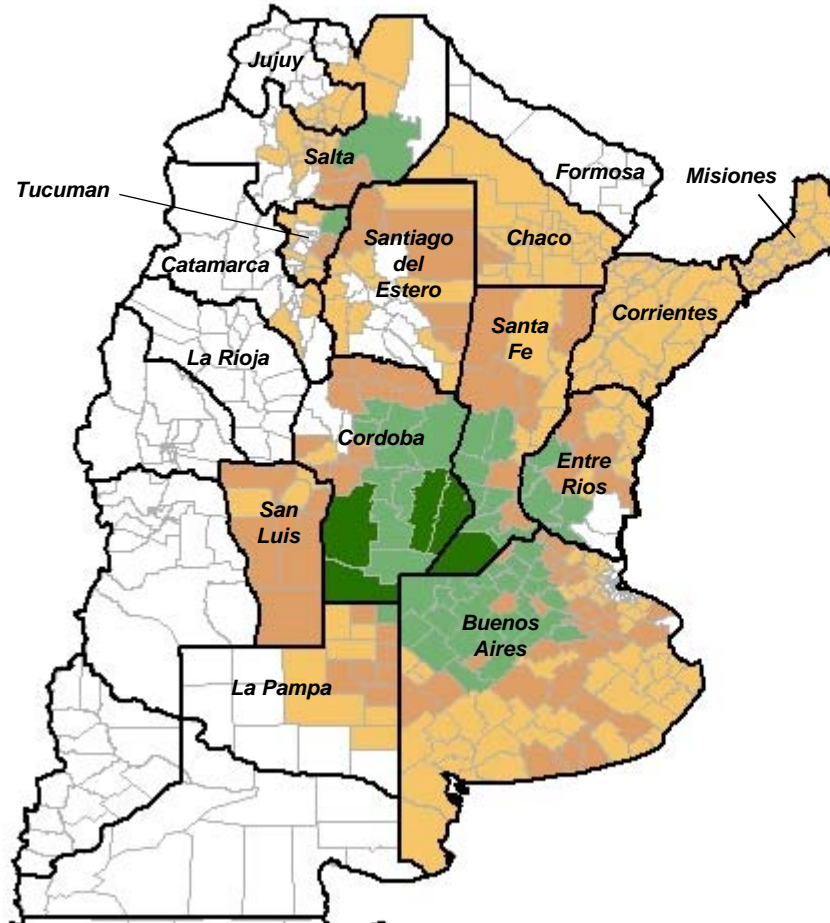 Jujuy
Salta
Formosa
Misiones
Tucuman
Chaco
Santiago
del
Estero
Catamarca
Corrientes
Santa
Fe
La Rioja
Cordoba
Entre
Rios
San
Luis
Buenos
Aires
La Pampa